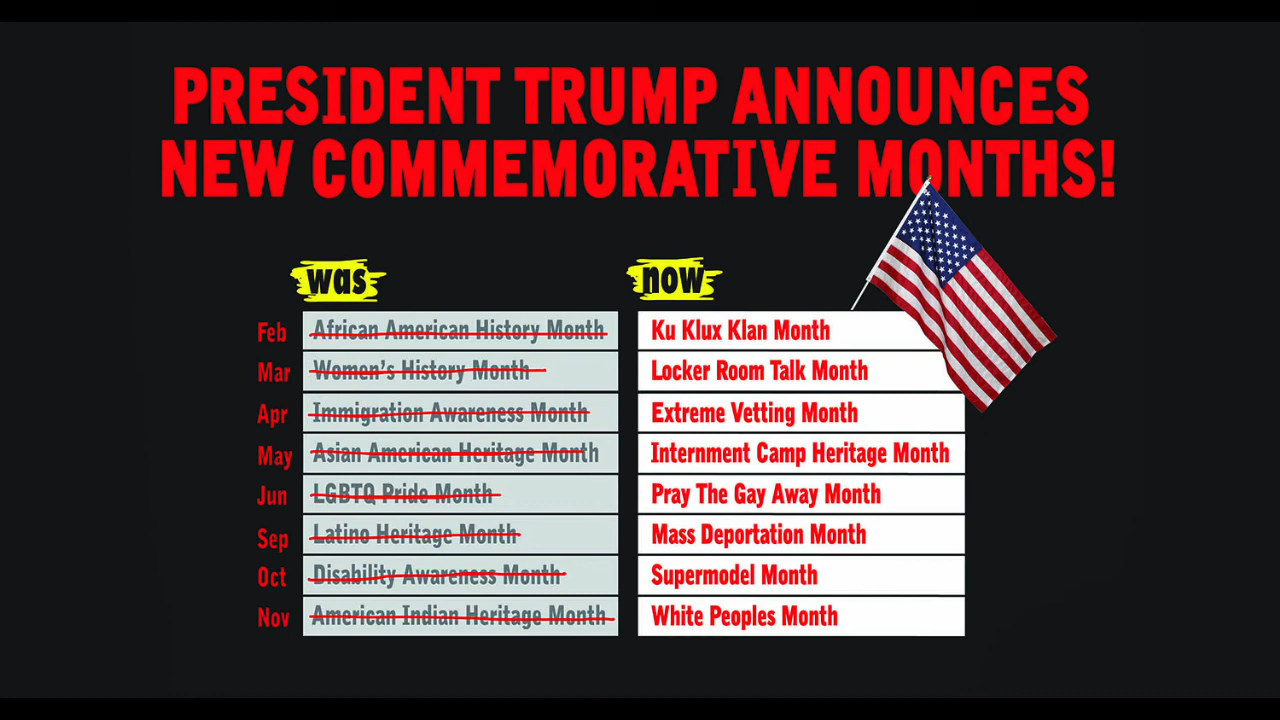 PRESIDENT TRUMP ANNOUNCES
NEW COMMEMORATIVE MONTHS!
was now
Feb African American History Month Ku Klux Klan Month
Mar Women's History Month Locker Room Talk Month
Apr Immigration Awareness Month Extreme Vetting Month
May Asian American Heritage Month Internment Camp Heritage Month
Jun LGBTQ Pride Month Pray The Gay Away Month
Sep Latino Heritage Month Mass Deportation Month
Oct Disability Awareness Month Supermodel Month
Nov American Indian Heritage Month White Peoples Month